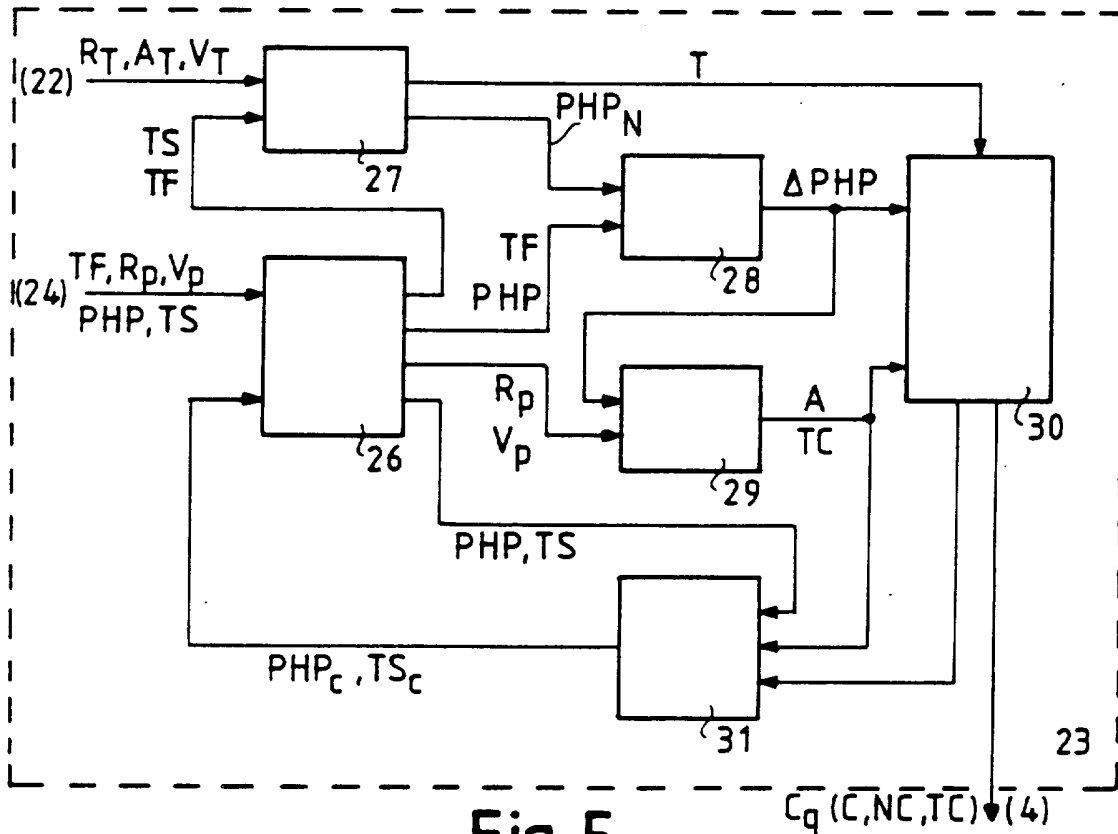 (22) R_T, A_T, V_T
T
PHP_N
TS
TF
27
ΔPHP
TF
PHP
28
(24) TF, R_p, V_p
PHP, TS
26
R_p
V_p
A
TC
29
30
PHP, TS
PHP_c, TS_c
31
23
C_q (C, NC, TC) (4)
Fig. 5